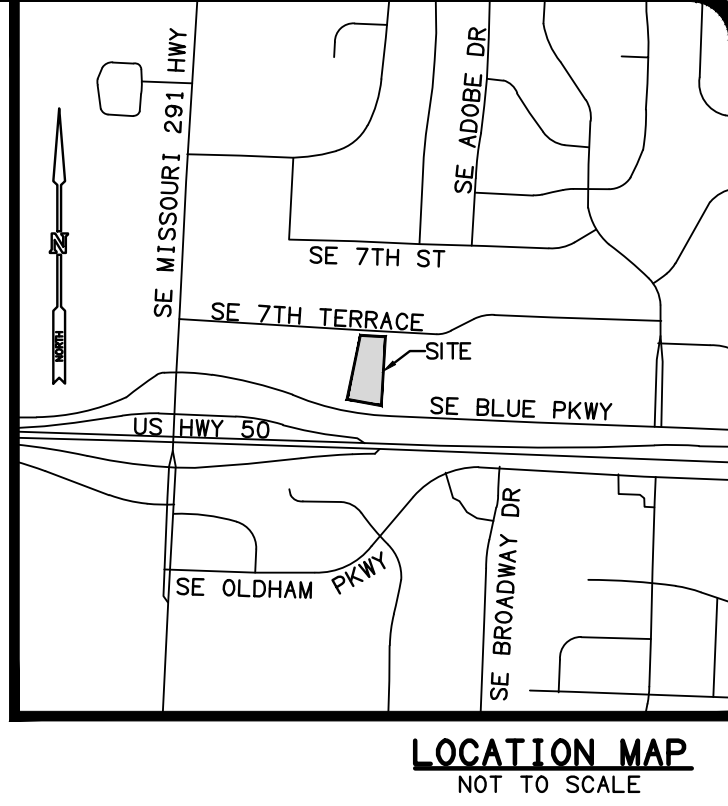 SE MISSOURI 291 HWY
SE ADOBE DR
N
NORTH
SE 7TH ST
SE 7TH TERRACE
SITE
SE BLUE PKWY
US HWY 50
SE OLDHAM PKWY
SE BROADWAY DR
LOCATION MAP
NOT TO SCALE